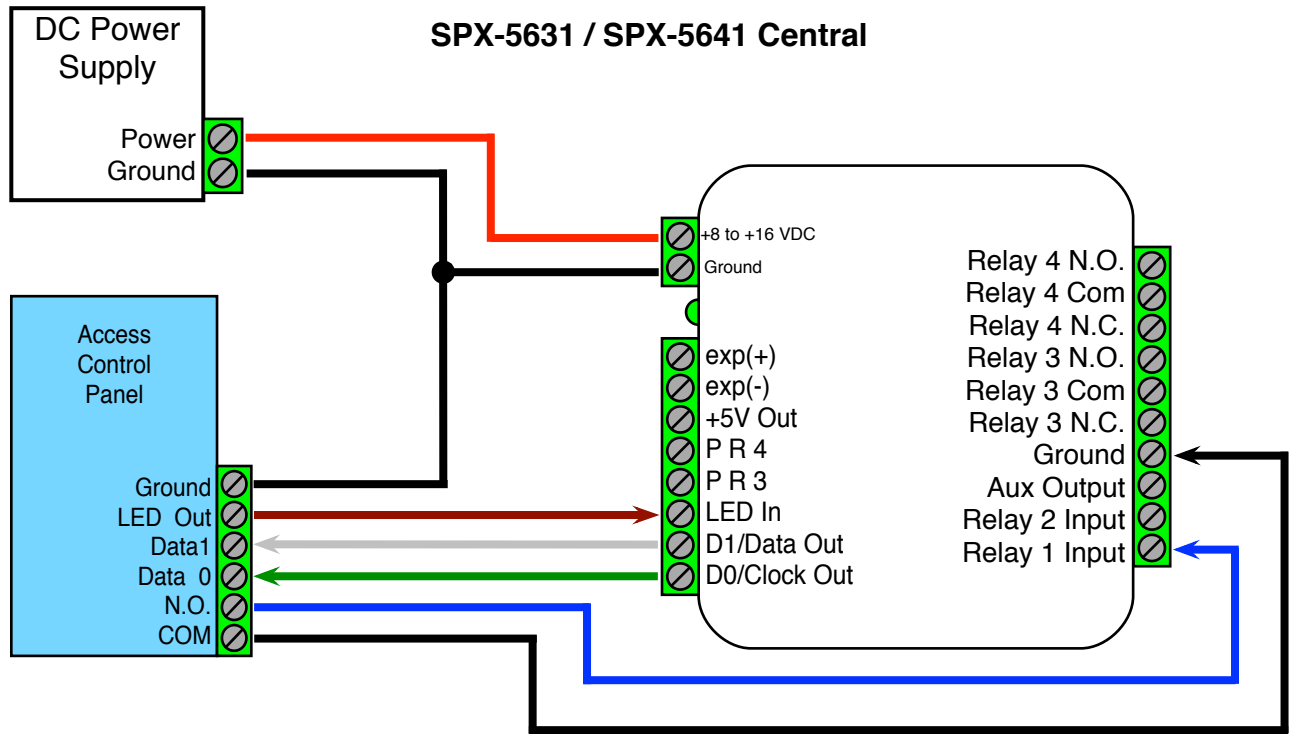 DC Power
Supply
Power
Ground
SPX-5631 / SPX-5641 Central
Access
Control
Panel
Ground
LED Out
Data1
Data 0
N.O.
COM
+8 to +16 VDC
Ground
exp(+)
exp(-)
+5V Out
P R 4
P R 3
LED In
D1/Data Out
D0/Clock Out
Relay 4 N.O.
Relay 4 Com
Relay 4 N.C.
Relay 3 N.O.
Relay 3 Com
Relay 3 N.C.
Ground
Aux Output
Relay 2 Input
Relay 1 Input